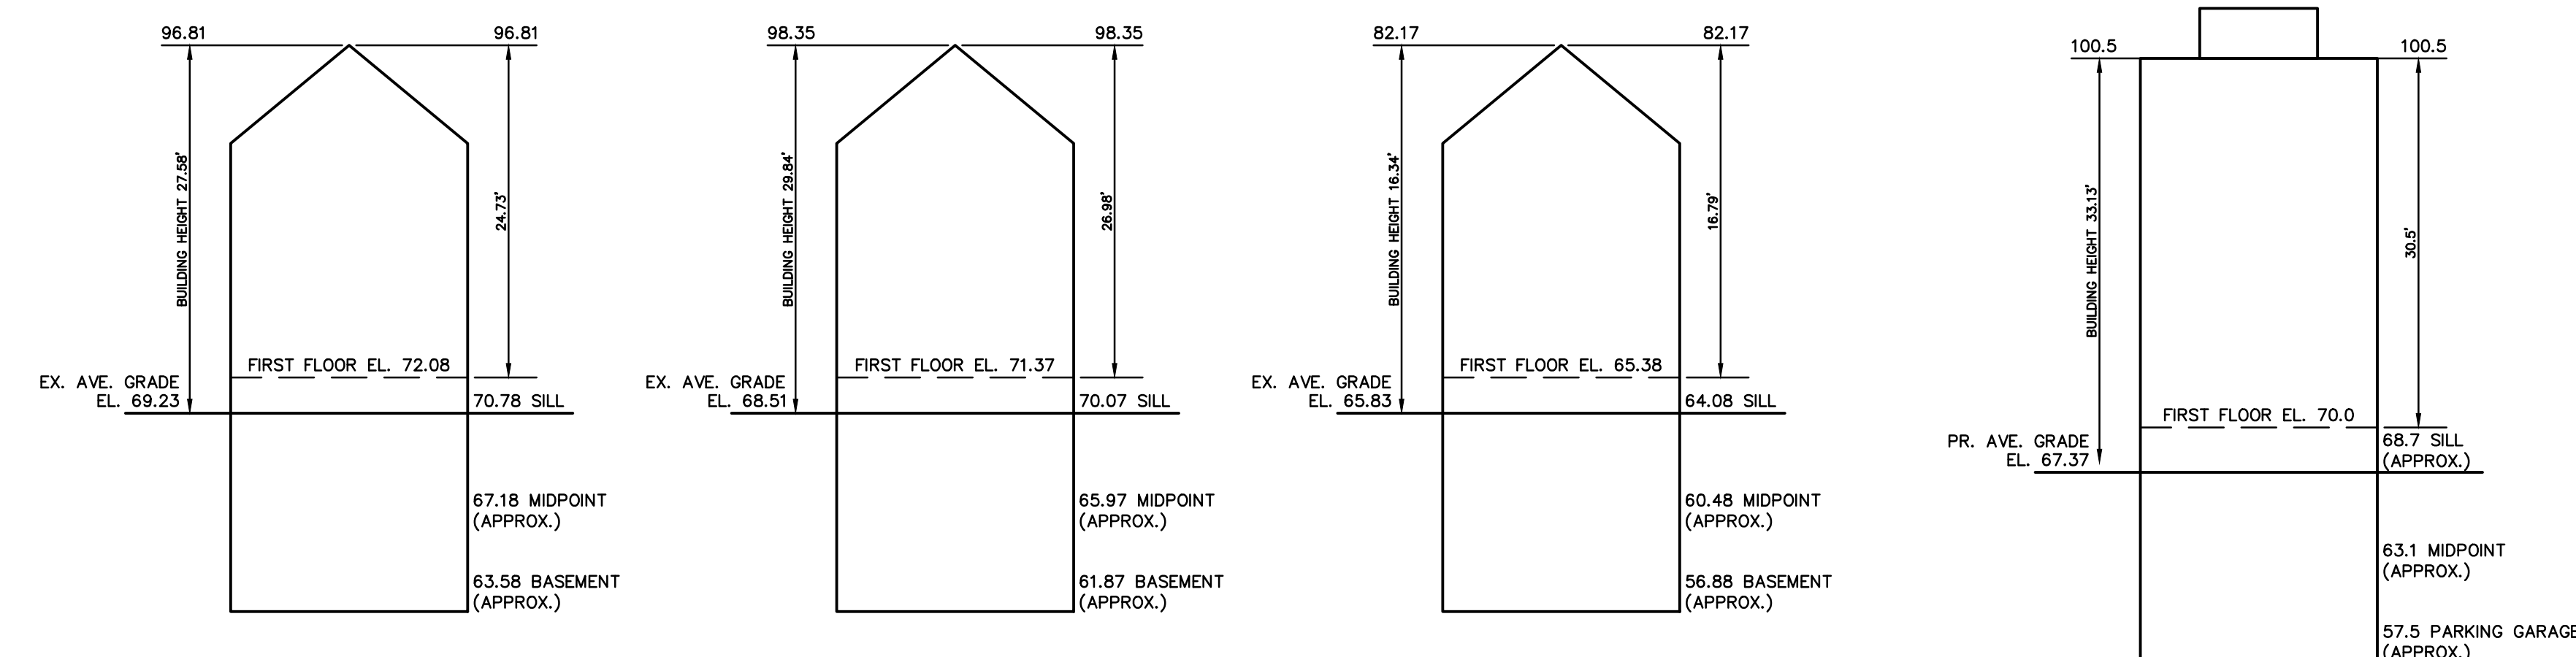 96.81
96.81
BUILDING HEIGHT 27.58'
24.73'
FIRST FLOOR EL. 72.08
EX. AVE. GRADE
EL. 69.23
70.78 SILL
67.18 MIDPOINT
(APPROX.)
63.58 BASEMENT
(APPROX.)
98.35
98.35
BUILDING HEIGHT 29.84'
26.98'
FIRST FLOOR EL. 71.37
EX. AVE. GRADE
EL. 68.51
70.07 SILL
65.97 MIDPOINT
(APPROX.)
61.87 BASEMENT
(APPROX.)
82.17
82.17
BUILDING HEIGHT 16.34'
16.79'
FIRST FLOOR EL. 65.38
EX. AVE. GRADE
EL. 65.83
64.08 SILL
60.48 MIDPOINT
(APPROX.)
56.88 BASEMENT
(APPROX.)
100.5
100.5
BUILDING HEIGHT 33.13'
30.5'
FIRST FLOOR EL. 70.0
PR. AVE. GRADE
EL. 67.37
68.7 SILL
(APPROX.)
63.1 MIDPOINT
(APPROX.)
57.5 PARKING GARAGE
(APPROX.)